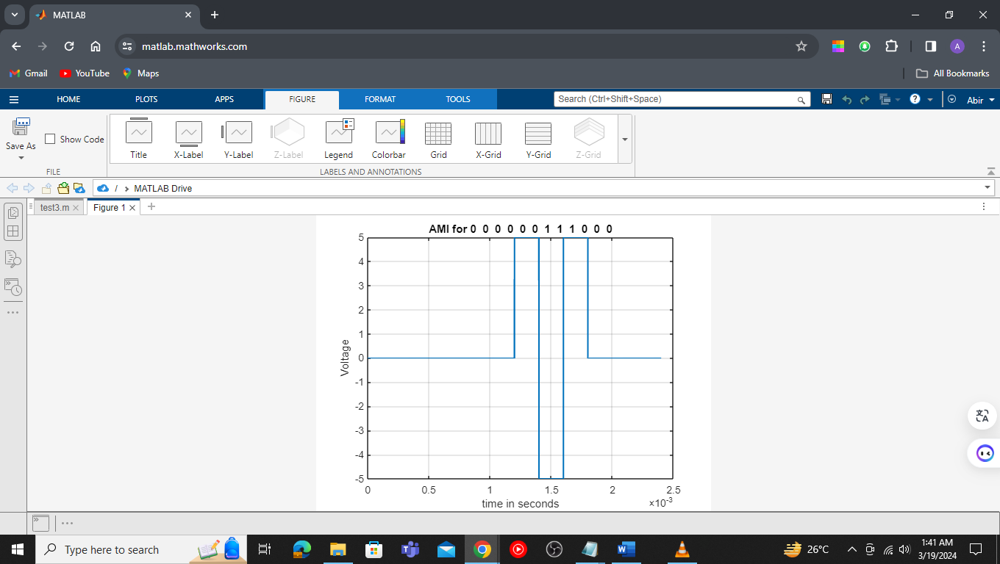 MATLAB
matlab.mathworks.com
Gmail YouTube Maps All Bookmarks
HOME PLOTS APPS FIGURE FORMAT TOOLS Search (Ctrl+Shift+Space) Abir
Save As Show Code Title X-Label Y-Label Z-Label Legend Colorbar Grid X-Grid Y-Grid Z-Grid
FILE LABELS AND ANNOTATIONS
/ MATLAB Drive
test3.m Figure 1
AMI for 0 0 0 0 0 0 1 1 1 0 0 0
5
4
3
2
1
0
-1
-2
-3
-4
-5
Voltage
0 0.5 1 1.5 2 2.5
time in seconds ×10-3
Type here to search 26°C 1:41 AM
3/19/2024